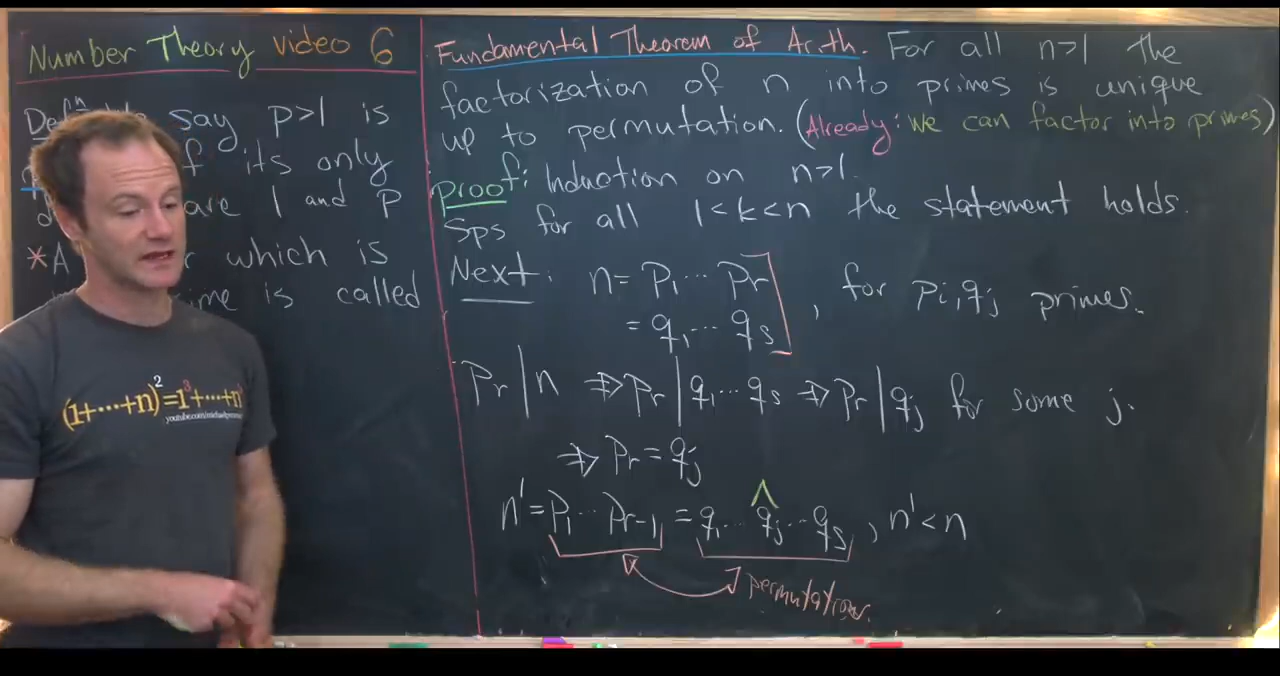 Number Theory video 6
Defn say p>1 is
f its only
are 1 and p
* A which is
is called
(1+⋯+n)²=1³+⋯+n³
Fundamental Theorem of Arith. For all n>1 the
factorization of n into primes is unique
up to permutation. (Already: we can factor into primes)
proof: Induction on n>1.
Sps for all 1<k<n the statement holds.
Next: n = p₁⋯pᵣ
= q₁⋯qₛ , for pᵢ,qⱼ primes.
pᵣ|n ⇒ pᵣ|q₁⋯qₛ ⇒ pᵣ|qⱼ for some j.
⇒ pᵣ = qⱼ
n' = p₁⋯pᵣ₋₁ = q₁⋯q̂ⱼ⋯qₛ , n'<n
permutation.